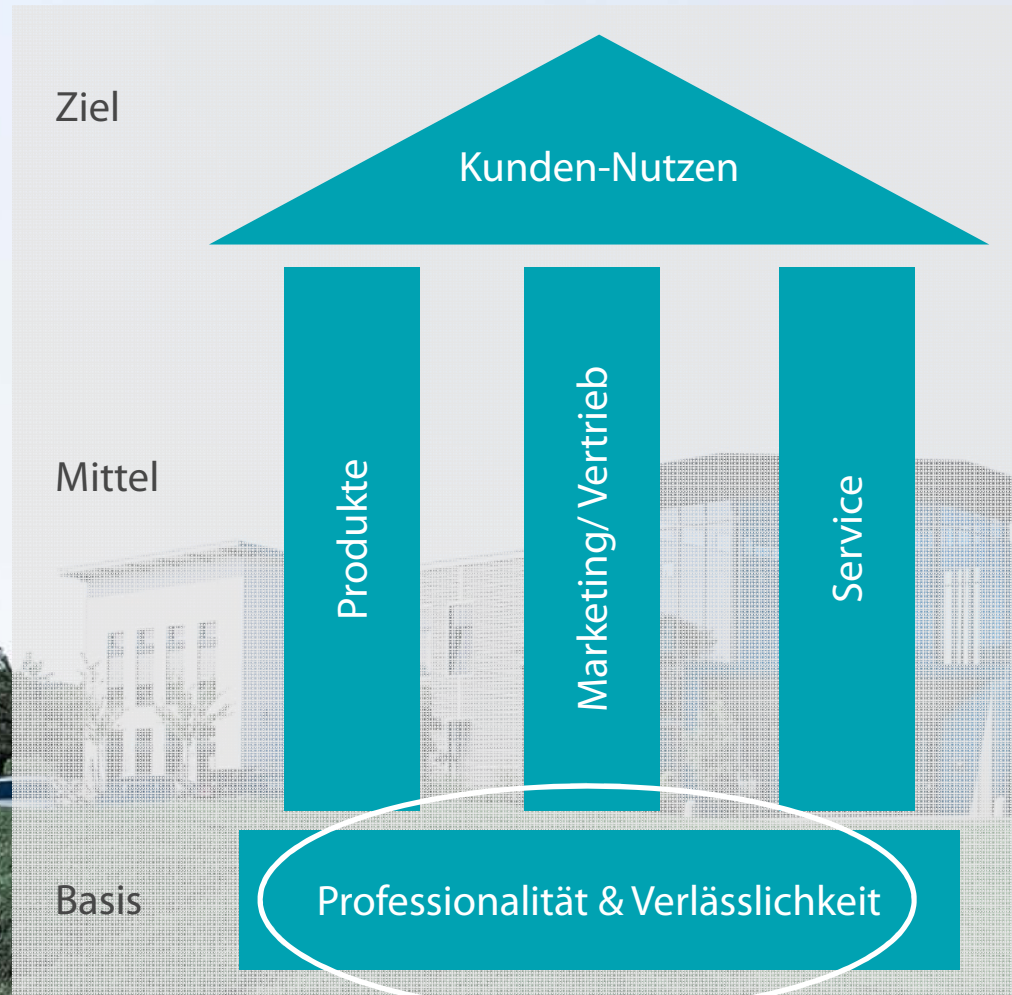 Ziel
Kunden-Nutzen
Mittel
Produkte
Marketing/ Vertrieb
Service
Basis
Professionalität & Verlässlichkeit